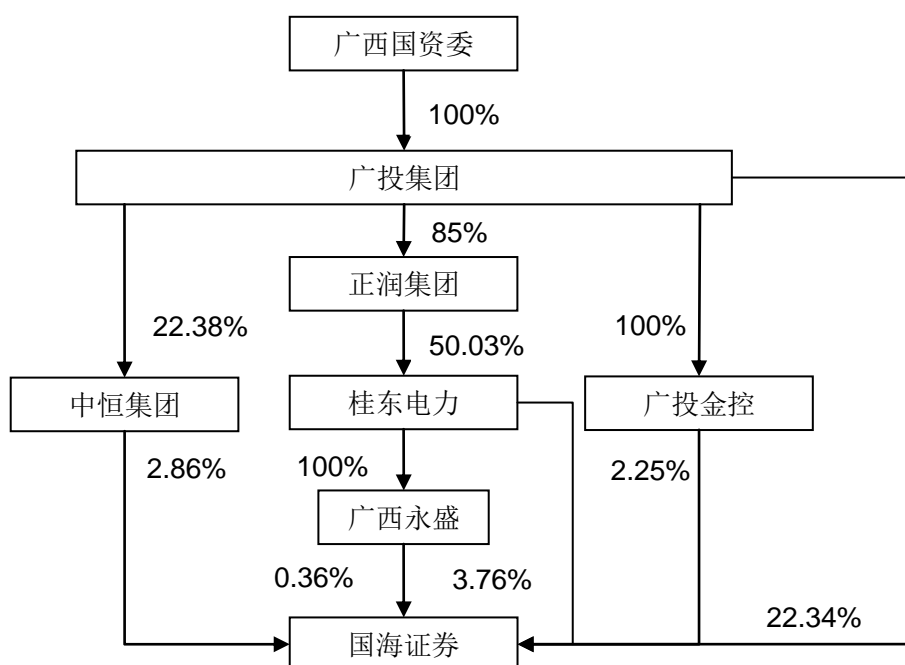 广西国资委
100%
广投集团
85%
正润集团
22.38%
100%
50.03%
中恒集团
桂东电力
广投金控
2.86%
100%
2.25%
广西永盛
0.36%
3.76%
22.34%
国海证券